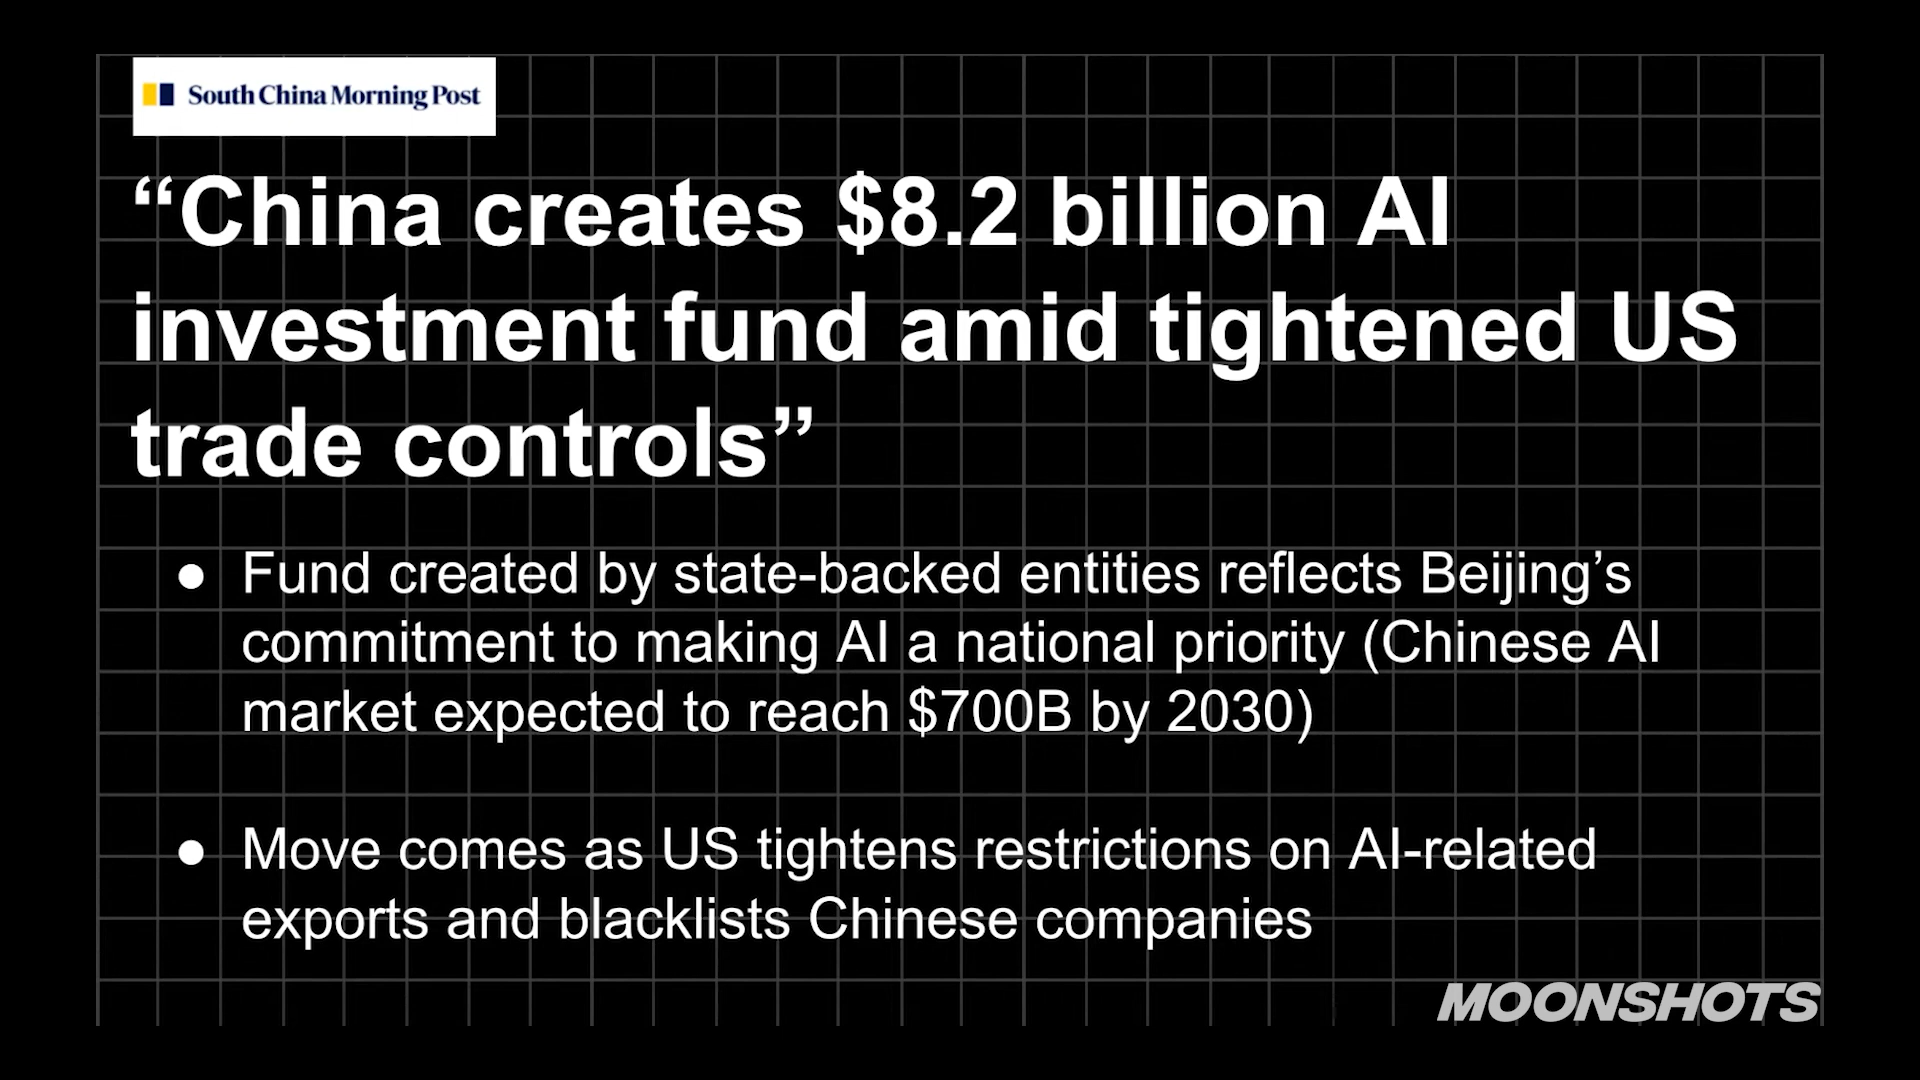 South China Morning Post
“China creates $8.2 billion AI
investment fund amid tightened US
trade controls”
● Fund created by state-backed entities reflects Beijing’s
commitment to making AI a national priority (Chinese AI
market expected to reach $700B by 2030)
● Move comes as US tightens restrictions on AI-related
exports and blacklists Chinese companies
MOONSHOTS